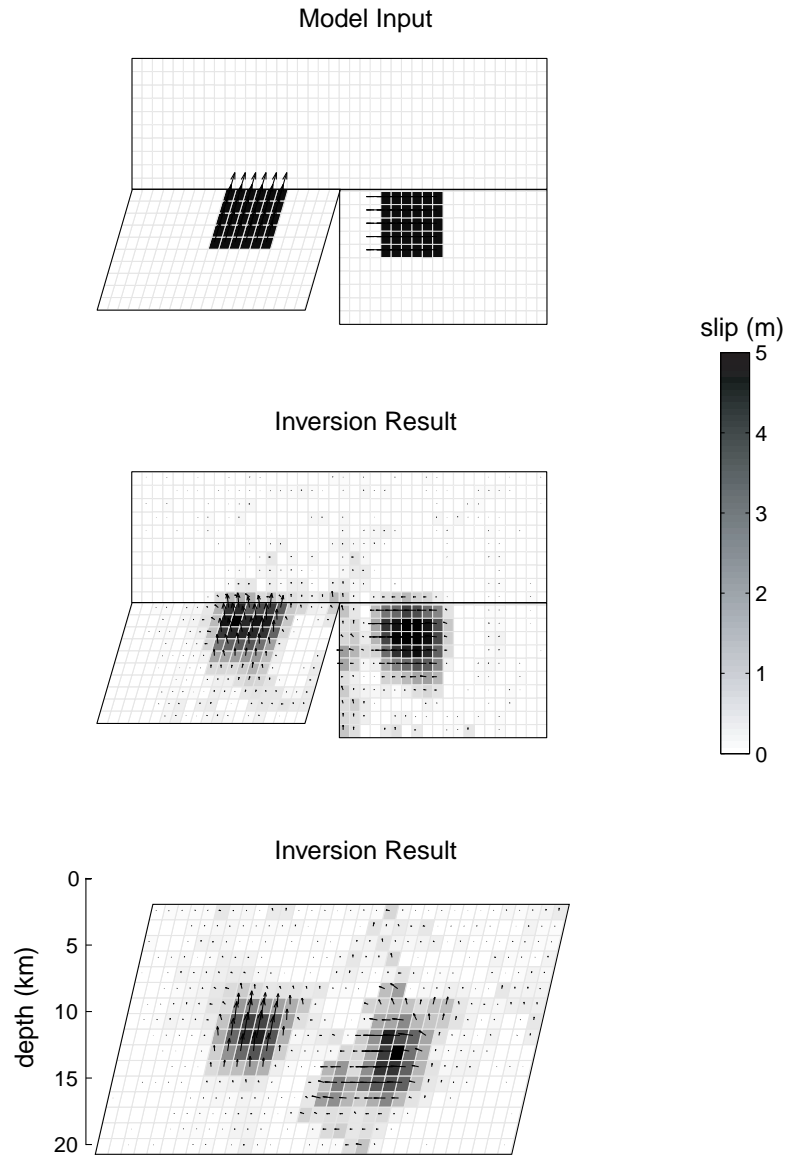 Model Input
slip (m)
5
4
3
2
1
0
Inversion Result
Inversion Result
depth (km)
0
5
10
15
20